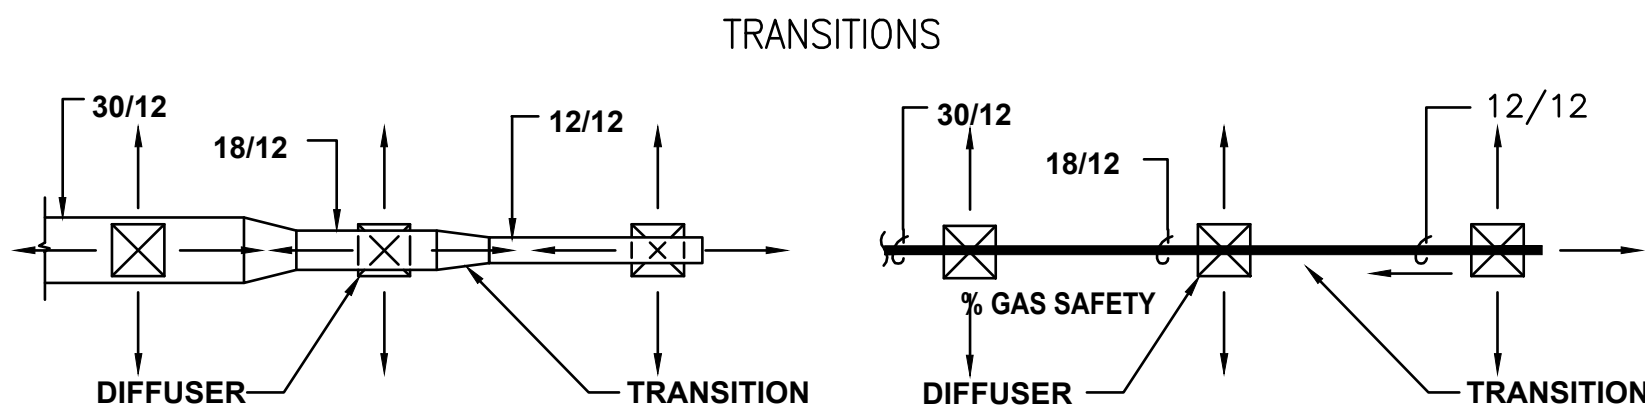 TRANSITIONS
30/12
18/12
12/12
DIFFUSER
TRANSITION
30/12
18/12
12/12
% GAS SAFETY
DIFFUSER
TRANSITION